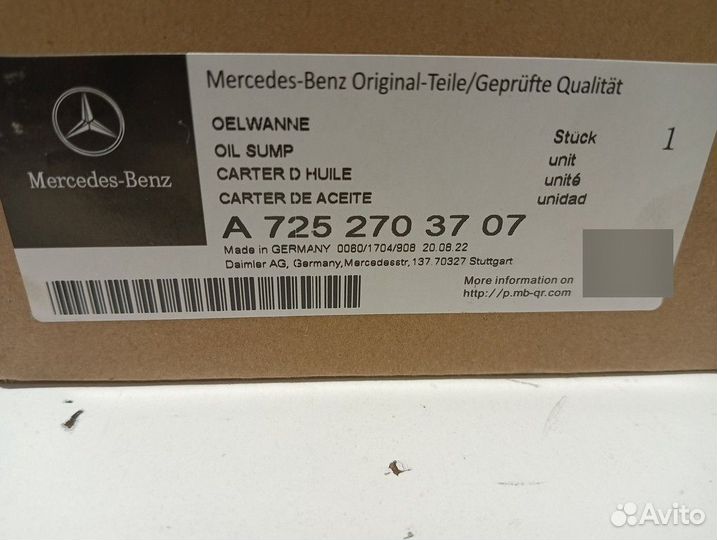 Mercedes-Benz
Mercedes-Benz Original-Teile/Geprüfte Qualität
OELWANNE
OIL SUMP
CARTER D HUILE
CARTER DE ACEITE
Stück 1
unit
unité
unidad
A 725 270 37 07
Made in GERMANY 0060/1704/908 20.08.22
Daimler AG, Germany,Mercedesstr,137.70327 Stuttgart
More information on
http://p.mb-qr.com
Avito